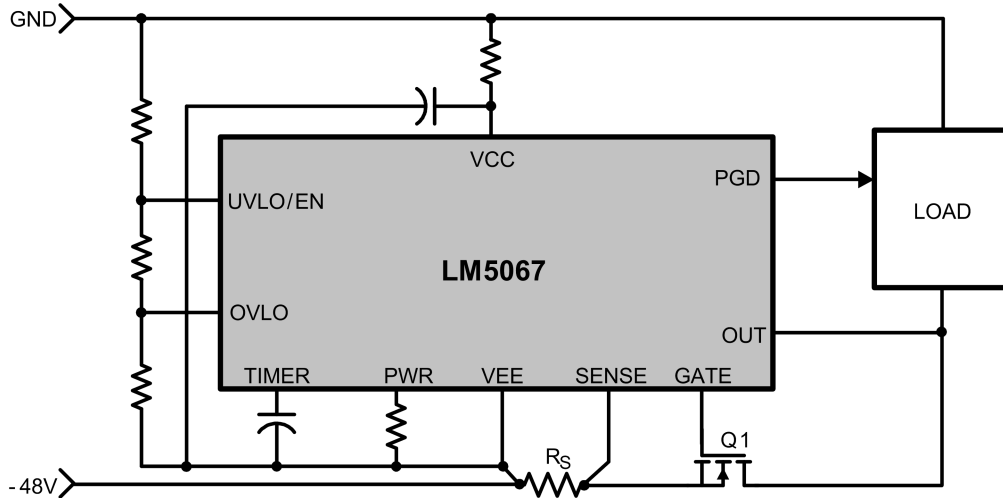 GND
VCC
PGD
UVLO/EN
LOAD
LM5067
OVLO
OUT
TIMER PWR VEE SENSE GATE
Q1
RS
-48V